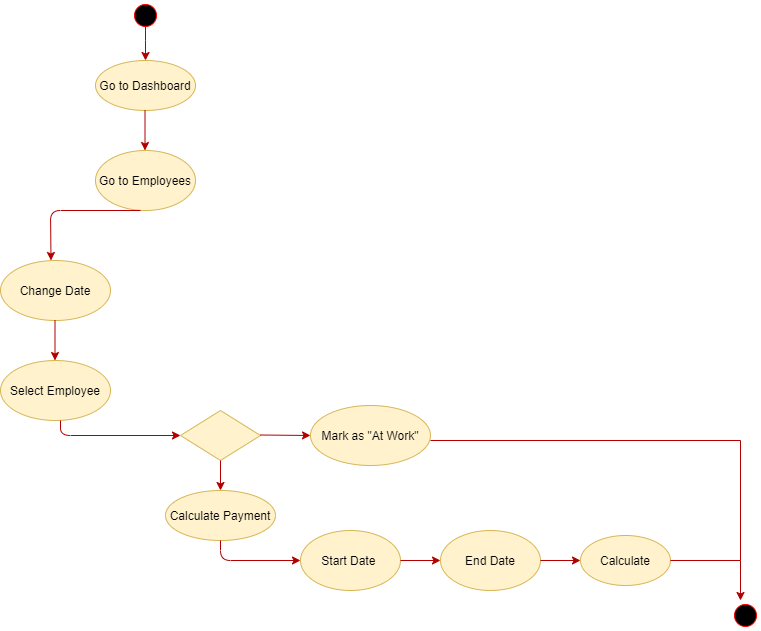 Go to Dashboard
Go to Employees
Change Date
Select Employee
Mark as "At Work"
Calculate Payment
Start Date
End Date
Calculate